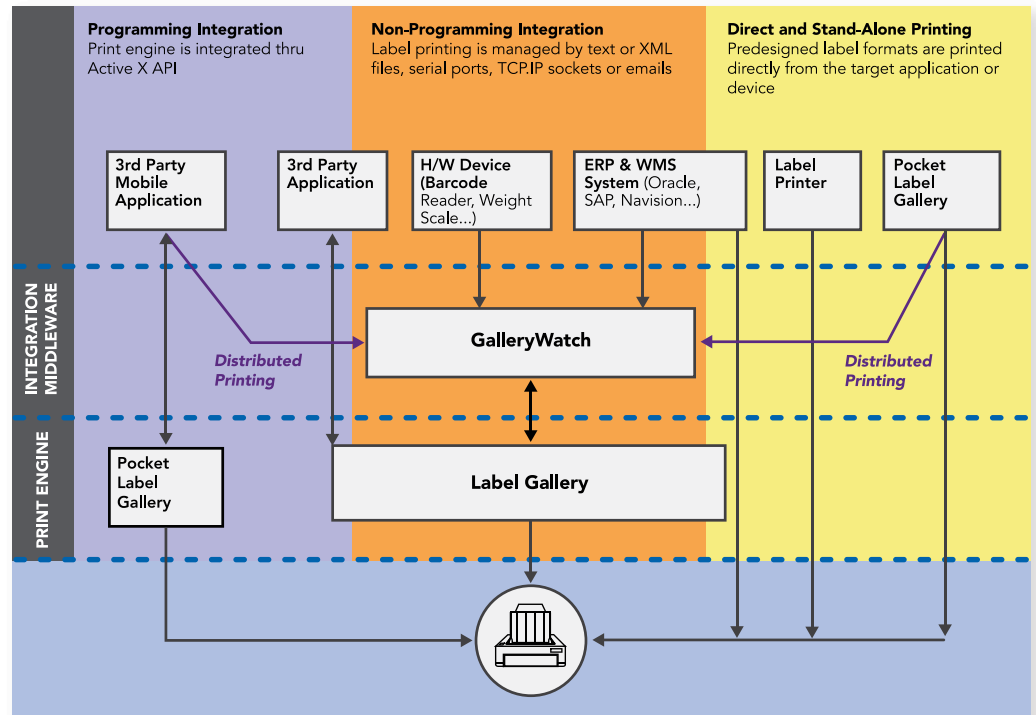 Programming Integration
Print engine is integrated thru
Active X API
Non-Programming Integration
Label printing is managed by text or XML
files, serial ports, TCP.IP sockets or emails
Direct and Stand-Alone Printing
Predesigned label formats are printed
directly from the target application or
device
3rd Party
Mobile
Application
3rd Party
Application
H/W Device
(Barcode
Reader, Weight
Scale...)
ERP & WMS
System (Oracle,
SAP, Navision...)
Label
Printer
Pocket
Label
Gallery
INTEGRATION
MIDDLEWARE
GalleryWatch
Distributed
Printing
Distributed
Printing
PRINT ENGINE
Pocket
Label
Gallery
Label Gallery